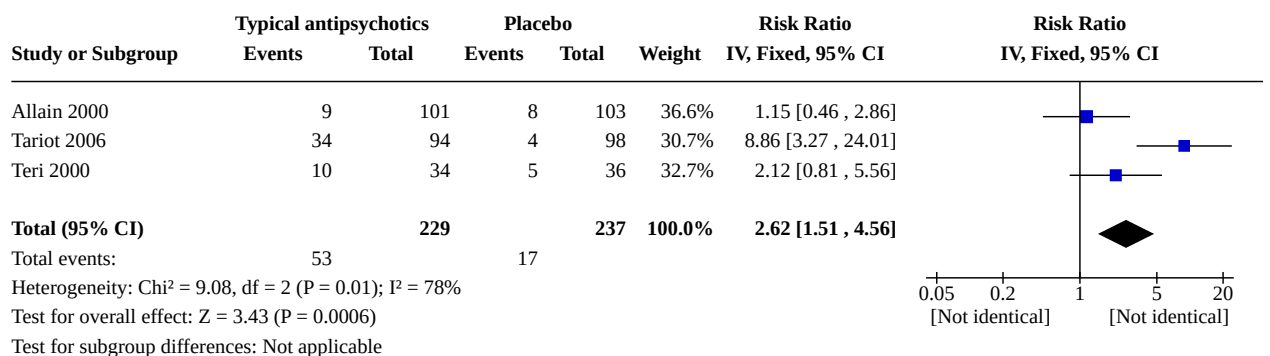 Typical antipsychotics Placebo Risk Ratio Risk Ratio
Study or Subgroup Events Total Events Total Weight IV, Fixed, 95% CI IV, Fixed, 95% CI
Allain 2000 9 101 8 103 36.6% 1.15 [0.46 , 2.86]
Tariot 2006 34 94 4 98 30.7% 8.86 [3.27 , 24.01]
Teri 2000 10 34 5 36 32.7% 2.12 [0.81 , 5.56]
Total (95% CI) 229 237 100.0% 2.62 [1.51 , 4.56]
Total events: 53 17
Heterogeneity: Chi² = 9.08, df = 2 (P = 0.01); I² = 78%
0.05 0.2 1 5 20
Test for overall effect: Z = 3.43 (P = 0.0006) [Not identical] [Not identical]
Test for subgroup differences: Not applicable